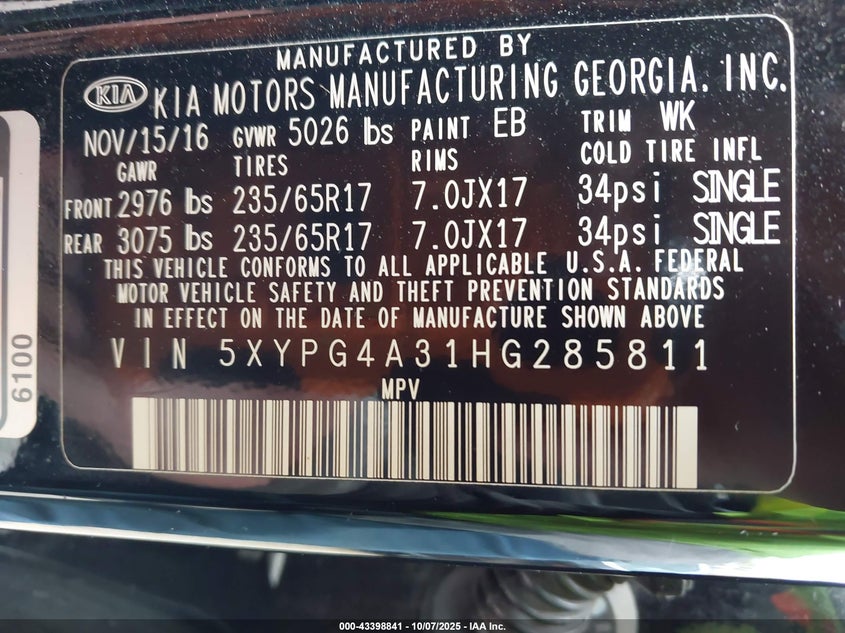 MANUFACTURED BY
KIA KIA MOTORS MANUFACTURING GEORGIA. INC.
NOV/15/16 GVWR 5026 lbs PAINT EB TRIM WK
GAWR TIRES RIMS COLD TIRE INFL
FRONT 2976 lbs 235/65R17 7.0JX17 34psi SINGLE
REAR 3075 lbs 235/65R17 7.0JX17 34psi SINGLE
THIS VEHICLE CONFORMS TO ALL APPLICABLE U.S.A. FEDERAL
MOTOR VEHICLE SAFETY AND THEFT PREVENTION STANDARDS
IN EFFECT ON THE DATE OF MANUFACTURE SHOWN ABOVE
VIN 5XYPG4A31HG285811
MPV
6100
000-43398841 - 10/07/2025 - IAA Inc.